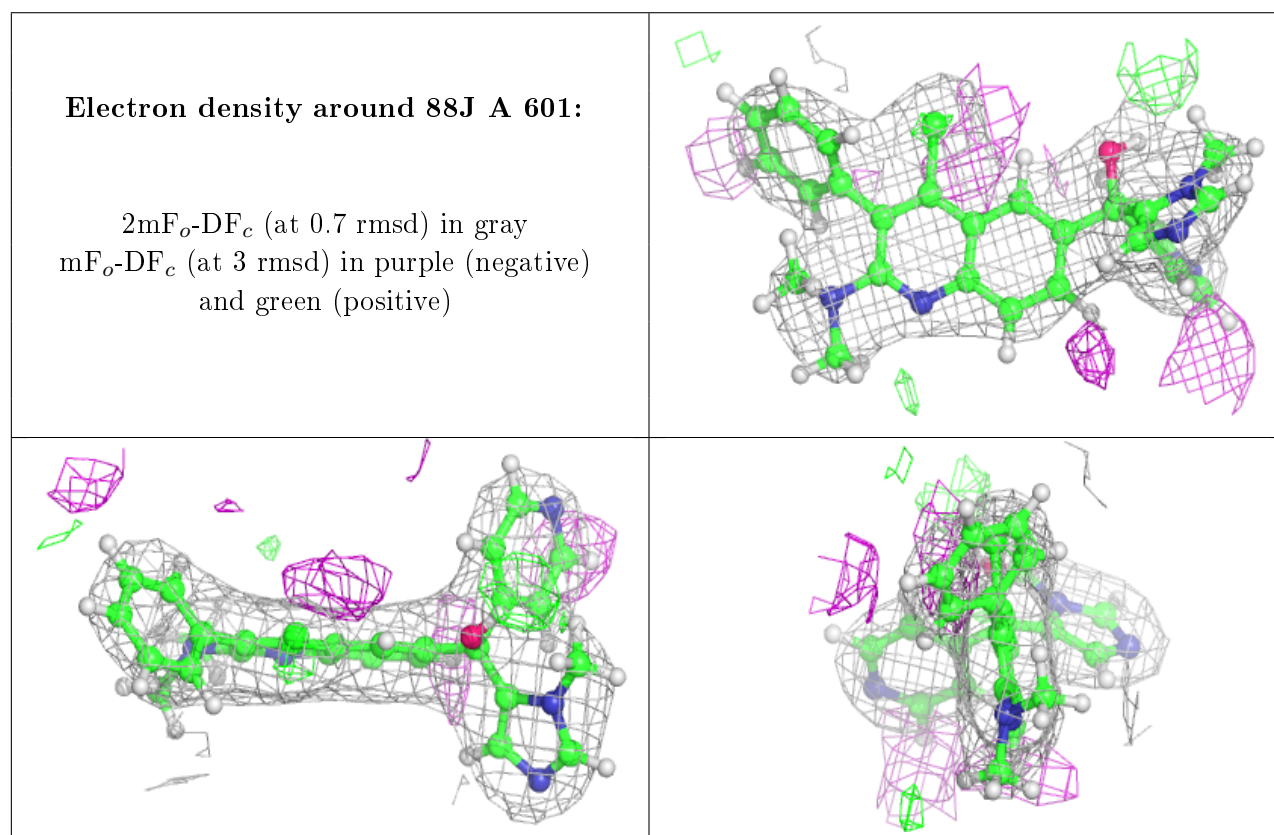 Electron density around 88J A 601:
2mFₒ-DF𝒸 (at 0.7 rmsd) in gray
mFₒ-DF𝒸 (at 3 rmsd) in purple (negative)
and green (positive)